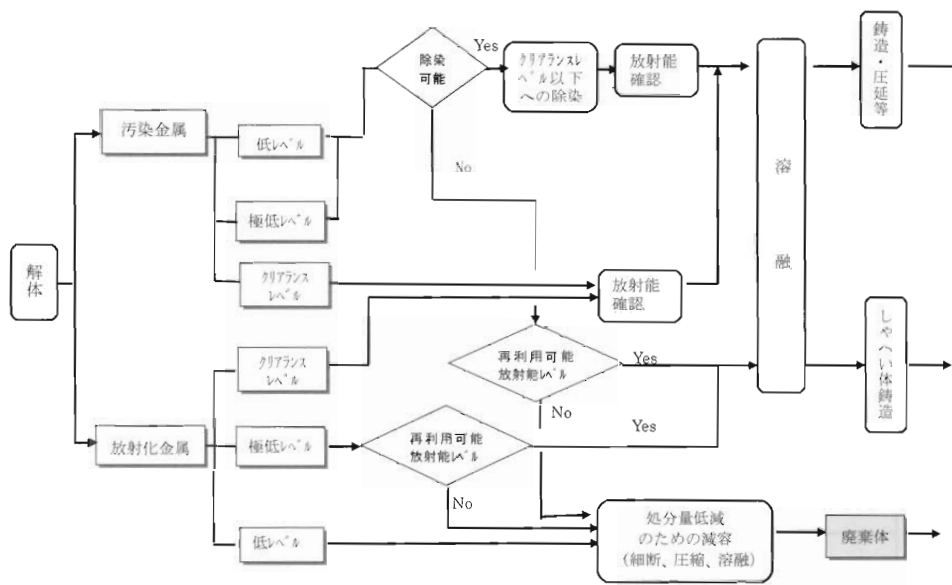 解
体
汚染金属
低レベル
極低レベル
クリアランス
レベル
除染
可能
Yes
No
クリアランスレ
ベル以下
への除染
放射能
確認
放射能
確認
溶
融
鋳
造
・
圧
延
等
放射化金属
クリアランス
レベル
極低レベル
低レベル
再利用可能
放射能レベル
Yes
No
再利用可能
放射能レベル
Yes
No
し
ゃ
へ
い
体
鋳
造
処分量低減
のための減容
(細断、圧縮、溶融)
廃棄体